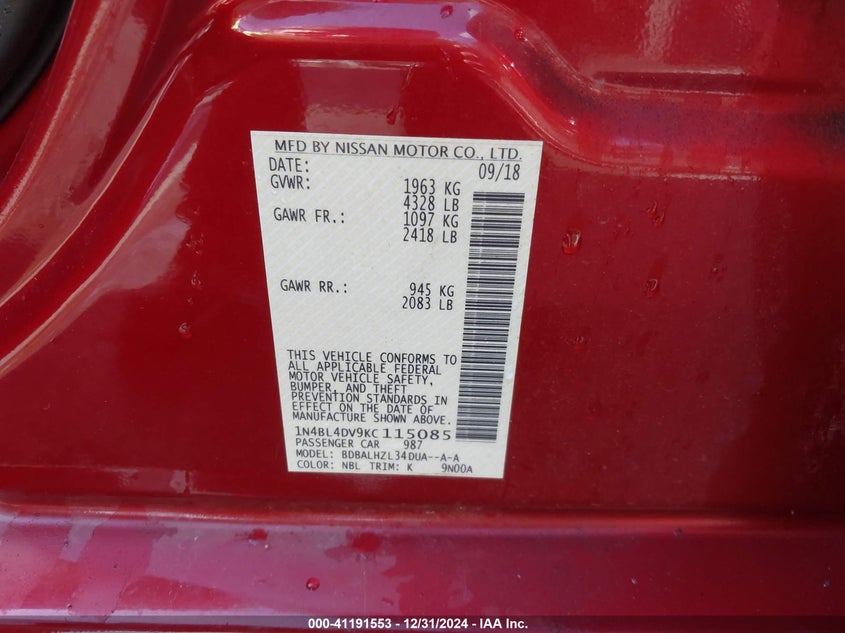 MFD BY NISSAN MOTOR CO., LTD.
DATE: 09/18
GVWR: 1963 KG
4328 LB
GAWR FR.: 1097 KG
2418 LB
GAWR RR.: 945 KG
2083 LB
THIS VEHICLE CONFORMS TO
ALL APPLICABLE FEDERAL
MOTOR VEHICLE SAFETY,
BUMPER, AND THEFT
PREVENTION STANDARDS IN
EFFECT ON THE DATE OF
MANUFACTURE SHOWN ABOVE.
1N4BL4DV9KC115085
PASSENGER CAR 987
MODEL: BDBALHZL34DUA--A-A
COLOR: NBL TRIM: K 9N00A
000-41191553 - 12/31/2024 - IAA Inc.